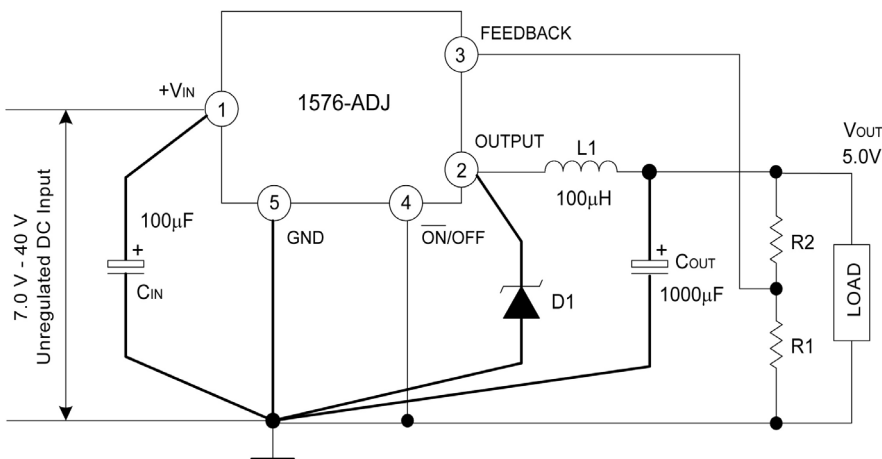 FEEDBACK
3
+VIN
1
1576-ADJ
OUTPUT
2
L1
100μH
VOUT
5.0V
7.0 V - 40 V
Unregulated DC Input
100μF
+
CIN
5
GND
4
ON/OFF
D1
+
COUT
1000μF
R2
LOAD
R1